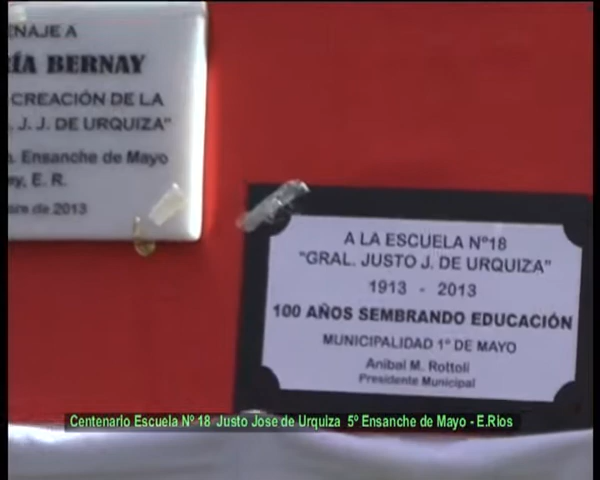 ENAJE A
ÍA BERNAY
CREACIÓN DE LA
. J. J. DE URQUIZA"
. Ensanche de Mayo
ey, E. R.
bre de 2013
A LA ESCUELA Nº18
"GRAL. JUSTO J. DE URQUIZA"
1913 - 2013
100 AÑOS SEMBRANDO EDUCACIÓN
MUNICIPALIDAD 1º DE MAYO
Anibal M. Rottoli
Presidente Municipal
Centenario Escuela Nº 18 Justo Jose de Urquiza 5º Ensanche de Mayo - E.Rios